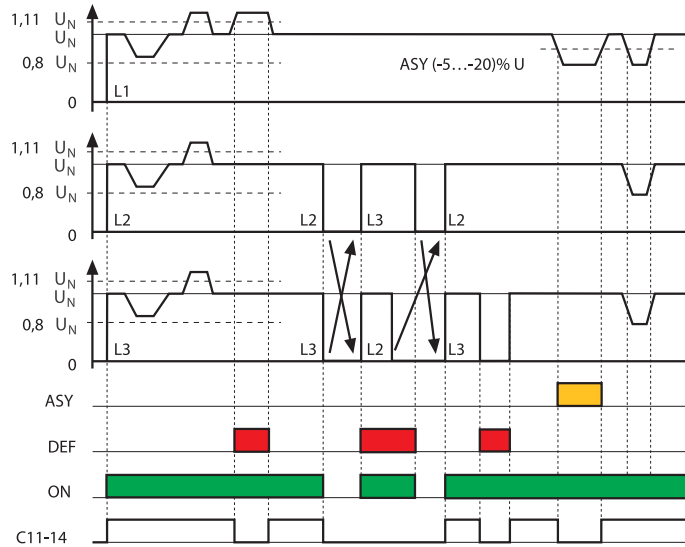 1,11 U_N
U_N
0,8 U_N
ASY (-5...-20)% U
0
L1
1,11 U_N
U_N
0,8 U_N
L2 L2 L3 L2
0
1,11 U_N
U_N
0,8 U_N
L3 L3 L2 L3
0
ASY
DEF
ON
C11-14